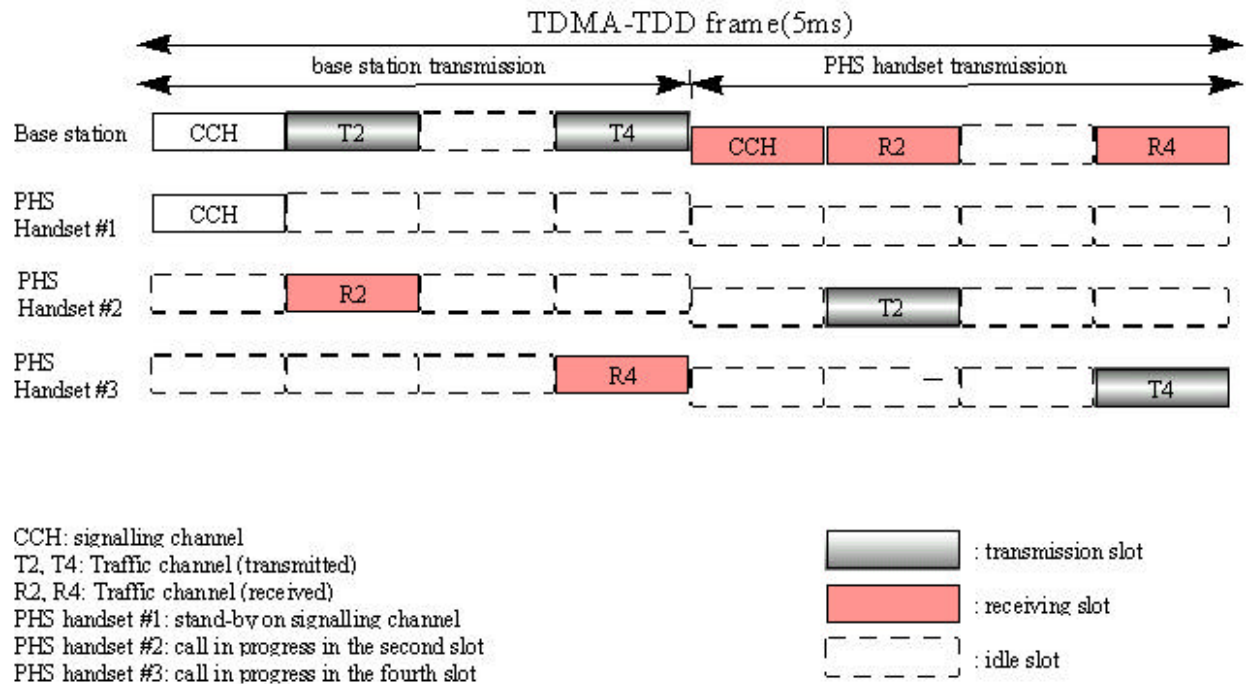 TDMA-TDD frame(5ms)
base station transmission
PHS handset transmission
Base station
CCH
T2
T4
CCH
R2
R4
PHS
Handset #1
CCH
PHS
Handset #2
R2
T2
PHS
Handset #3
R4
T4
CCH: signalling channel
T2, T4: Traffic channel (transmitted)
R2, R4: Traffic channel (received)
PHS handset #1: stand-by on signalling channel
PHS handset #2: call in progress in the second slot
PHS handset #3: call in progress in the fourth slot
: transmission slot
: receiving slot
: idle slot